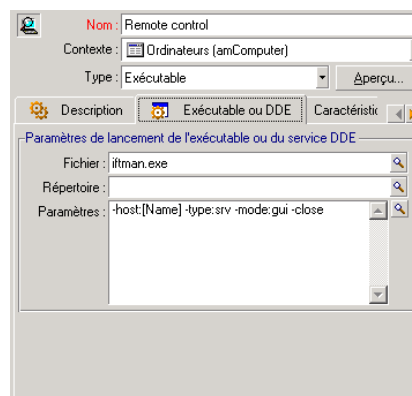 Nom : Remote control
Contexte : Ordinateurs (amComputer)
Type : Exécutable Aperçu...
Description Exécutable ou DDE Caractéristic
Paramètres de lancement de l'exécutable ou du service DDE
Fichier : iftman.exe
Répertoire :
Paramètres : -host:[Name] -type:srv -mode:gui -close